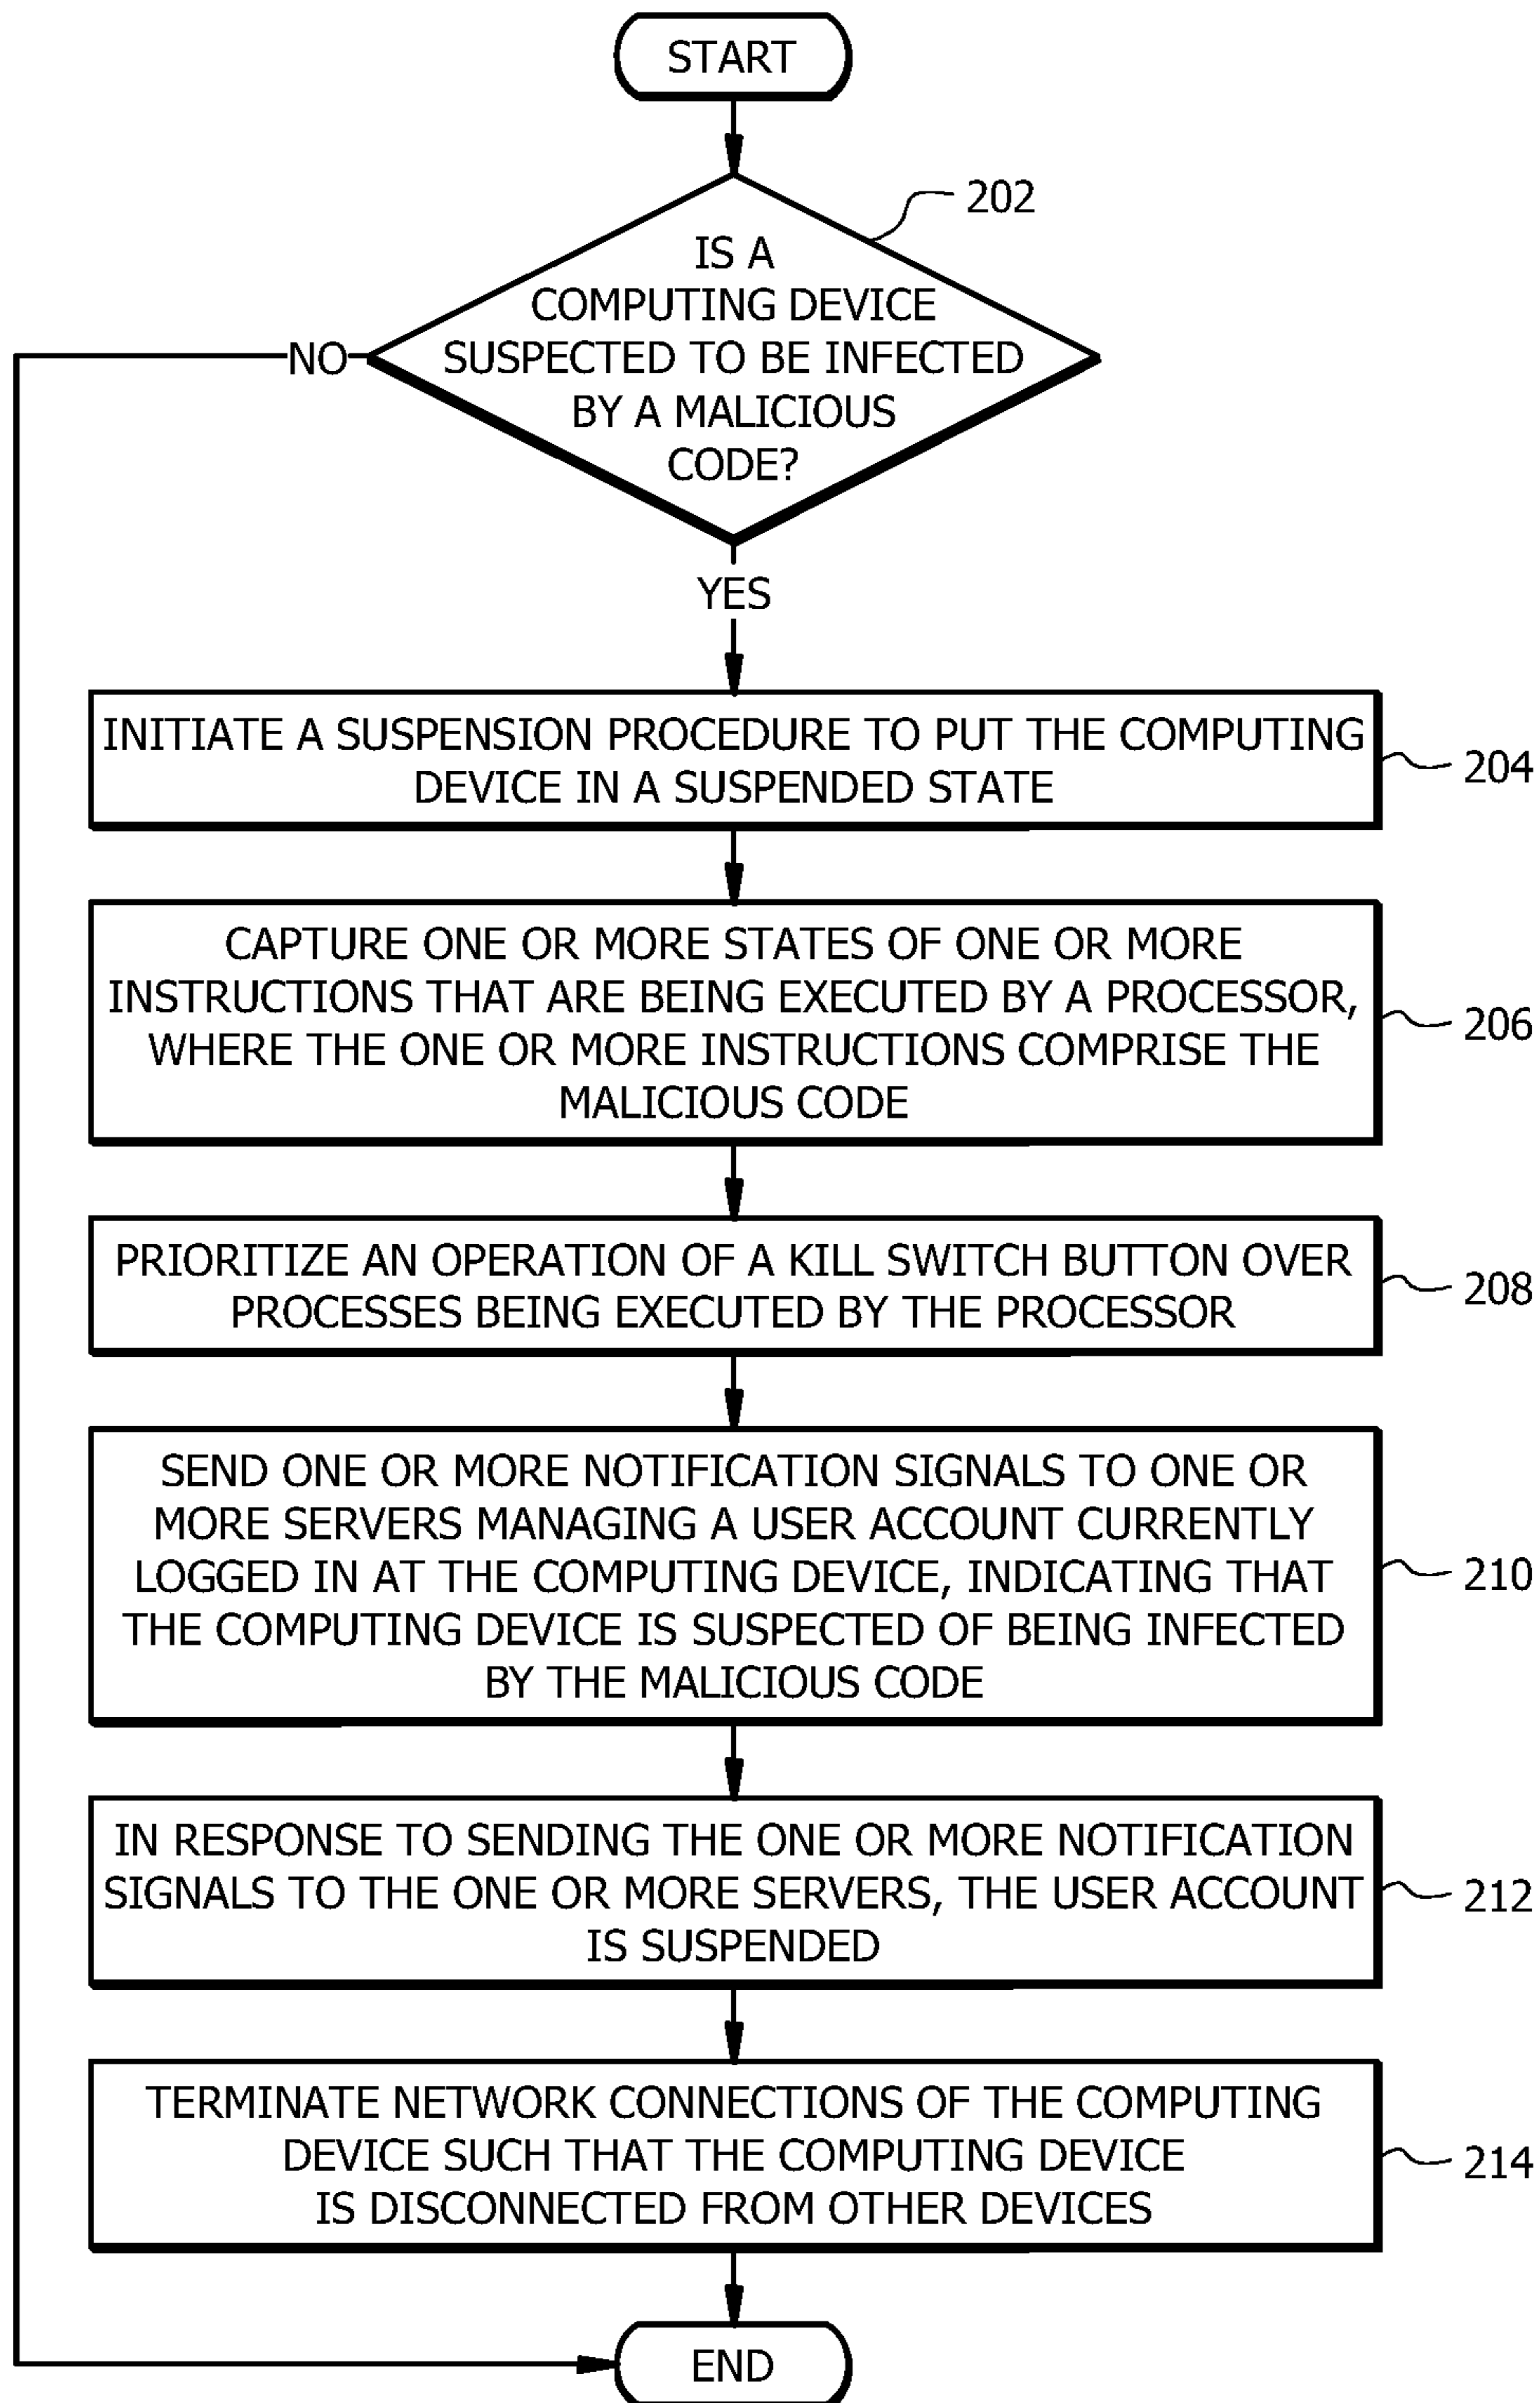 START
202
IS A
COMPUTING DEVICE
SUSPECTED TO BE INFECTED
BY A MALICIOUS
CODE?
NO
YES
INITIATE A SUSPENSION PROCEDURE TO PUT THE COMPUTING
DEVICE IN A SUSPENDED STATE
204
CAPTURE ONE OR MORE STATES OF ONE OR MORE
INSTRUCTIONS THAT ARE BEING EXECUTED BY A PROCESSOR,
WHERE THE ONE OR MORE INSTRUCTIONS COMPRISE THE
MALICIOUS CODE
206
PRIORITIZE AN OPERATION OF A KILL SWITCH BUTTON OVER
PROCESSES BEING EXECUTED BY THE PROCESSOR
208
SEND ONE OR MORE NOTIFICATION SIGNALS TO ONE OR
MORE SERVERS MANAGING A USER ACCOUNT CURRENTLY
LOGGED IN AT THE COMPUTING DEVICE, INDICATING THAT
THE COMPUTING DEVICE IS SUSPECTED OF BEING INFECTED
BY THE MALICIOUS CODE
210
IN RESPONSE TO SENDING THE ONE OR MORE NOTIFICATION
SIGNALS TO THE ONE OR MORE SERVERS, THE USER ACCOUNT
IS SUSPENDED
212
TERMINATE NETWORK CONNECTIONS OF THE COMPUTING
DEVICE SUCH THAT THE COMPUTING DEVICE
IS DISCONNECTED FROM OTHER DEVICES
214
END